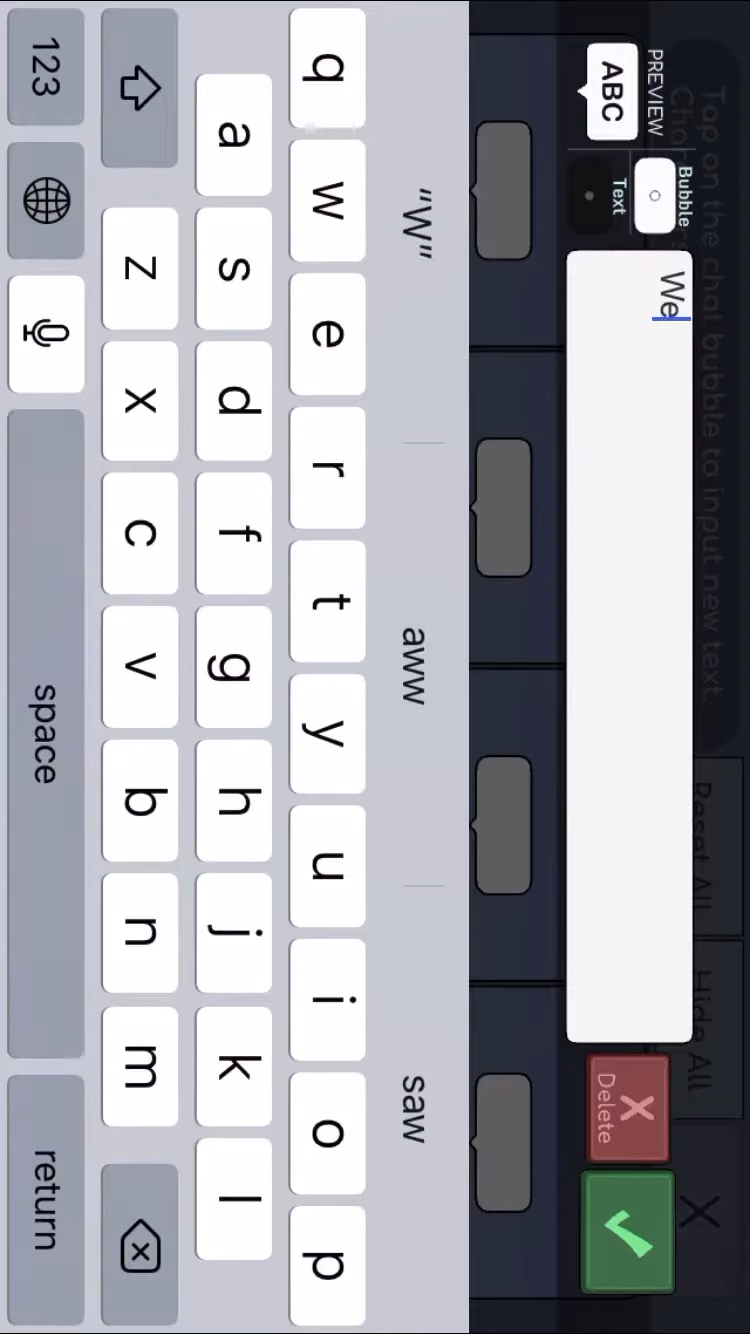 Tap on the chat bubble to input new text.
Reset All
Hide All
X
PREVIEW
ABC
Bubble
Text
We
X
Delete
"W"
aww
saw
q w e r t y u i o p
a s d f g h j k l
z x c v b n m
123
space
return